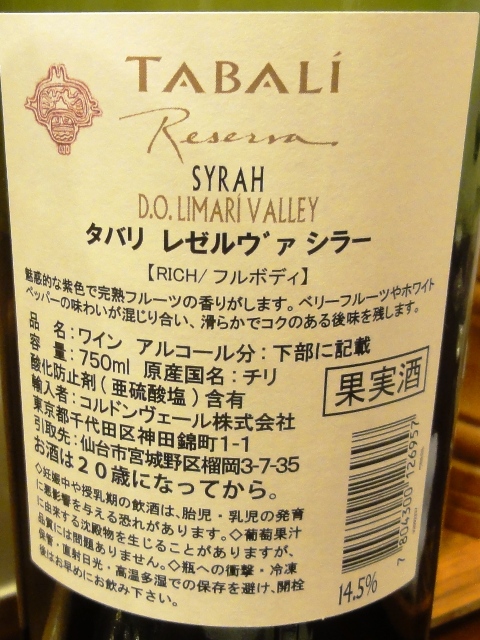 TABALÍ
Reserva
SYRAH
D.O. LIMARÍ VALLEY
タバリ レゼルヴァ シラー
【RICH/フルボディ】
魅惑的な紫色で完熟フルーツの香りがします。ベリーフルーツやホワイト
ペッパーの味わいが混じり合い、滑らかでコクのある後味を残します。
品 名:ワイン アルコール分:下部に記載
容 量:750ml 原産国名:チリ
酸化防止剤(亜硫酸塩)含有
果実酒
輸入者:コルドンヴェール株式会社
東京都千代田区神田錦町1-1
引取先:仙台市宮城野区榴岡3-7-35
お酒は20歳になってから。
◇妊娠中や授乳期の飲酒は、胎児・乳児の発育
に悪影響を与える恐れがあります。◇葡萄果汁
に由来する沈殿物を生じることがありますが、
品質には問題ありません。◇瓶への衝撃・冷凍
保管・直射日光・高温多湿での保存を避け、開栓
後はお早めにお飲み下さい。
14.5%
7 804300 126957